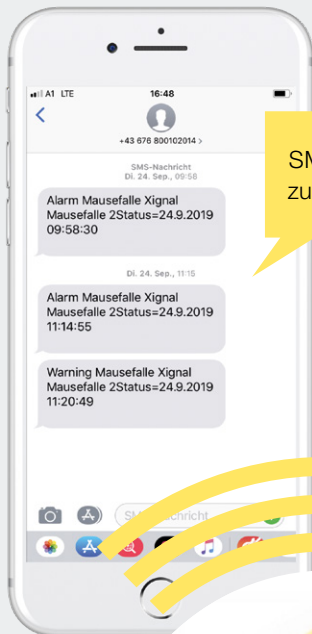 A1 LTE
16:48
+43 676 800102014 >
SMS-Nachricht
Di. 24. Sep., 09:58
Alarm Mausefalle Xignal
Mausefalle 2Status=24.9.2019
09:58:30
Di. 24. Sep., 11:15
Alarm Mausefalle Xignal
Mausefalle 2Status=24.9.2019
11:14:55
Warning Mausefalle Xignal
Mausefalle 2Status=24.9.2019
11:20:49
zu